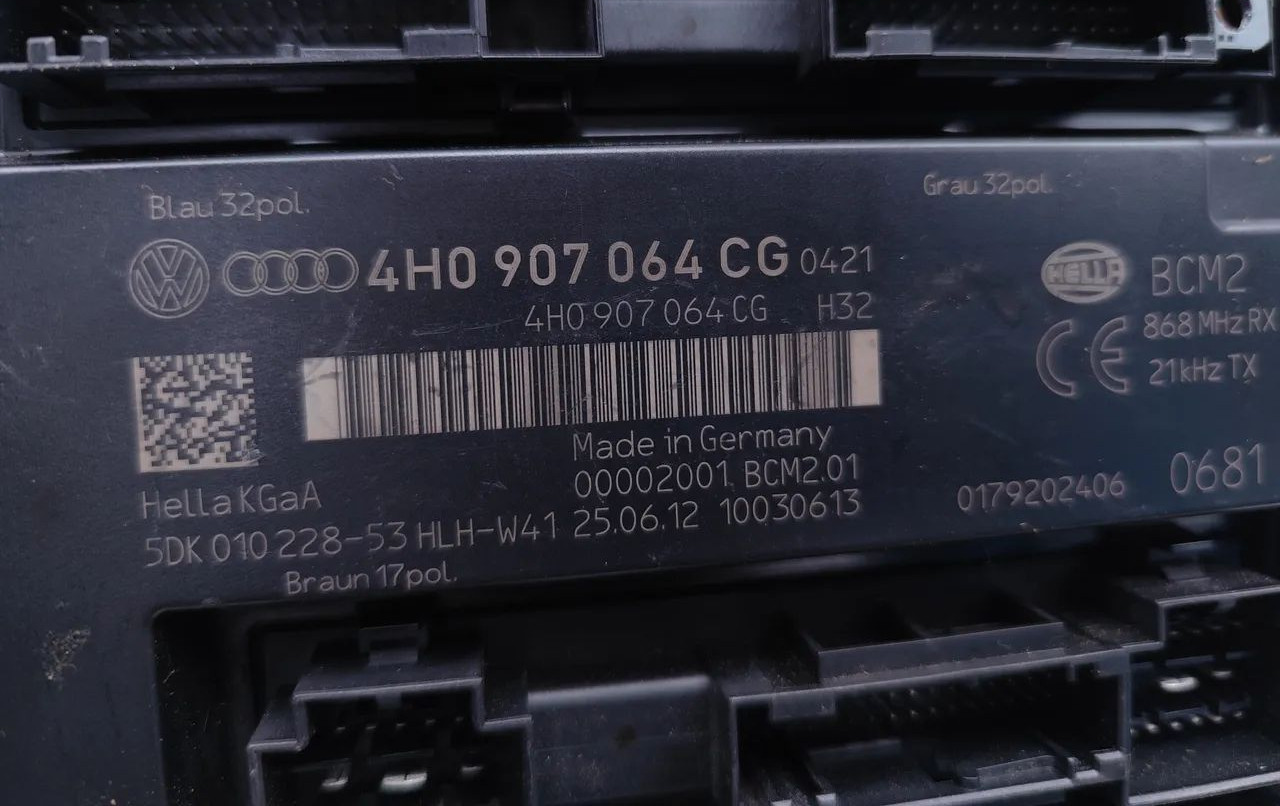 Blau 32pol.
Grau 32pol.
4H0 907 064 CG 0421
4H0 907 064 CG H32
HELLA BCM2
868 MHz RX
21kHz TX
Made in Germany
00002001 BCM2.01
Hella KGaA
5DK 010 228-53 HLH-W41 25.06.12 10030613
0179202406
0681
Braun 17pol.